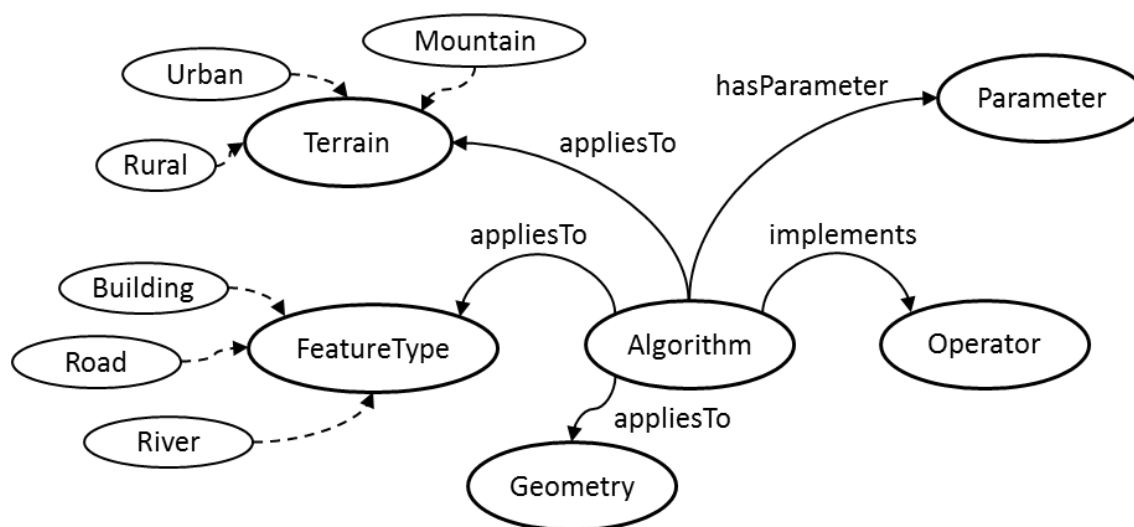 Mountain
Urban
hasParameter
Parameter
Terrain
appliesTo
Rural
appliesTo
implements
Building
FeatureType
Algorithm
Operator
Road
appliesTo
River
Geometry